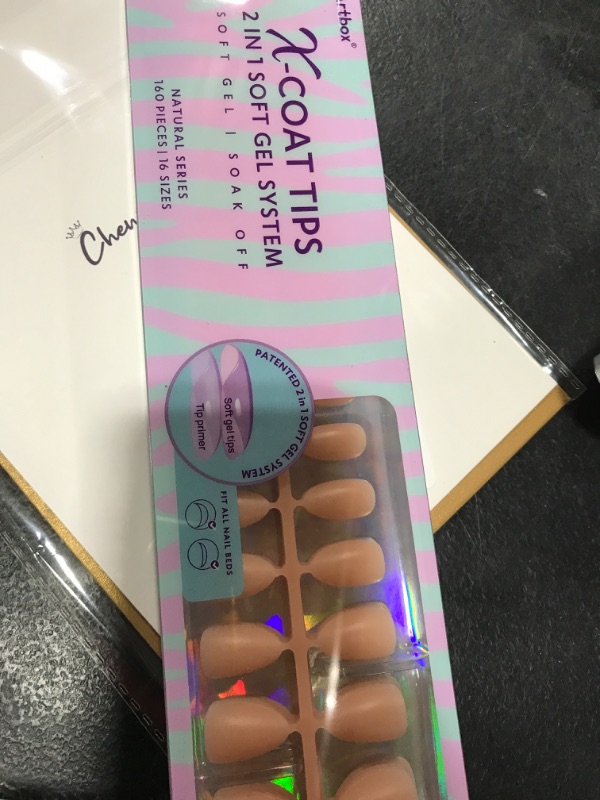 rtbox®
X-COAT TIPS
2 IN 1 SOFT GEL SYSTEM
SOFT GEL | SOAK OFF
NATURAL SERIES
160 PIECES | 16 SIZES
PATENTED 2 in 1 SOFT GEL SYSTEM
Soft gel tips
Tip primer
FIT ALL NAIL BEDS